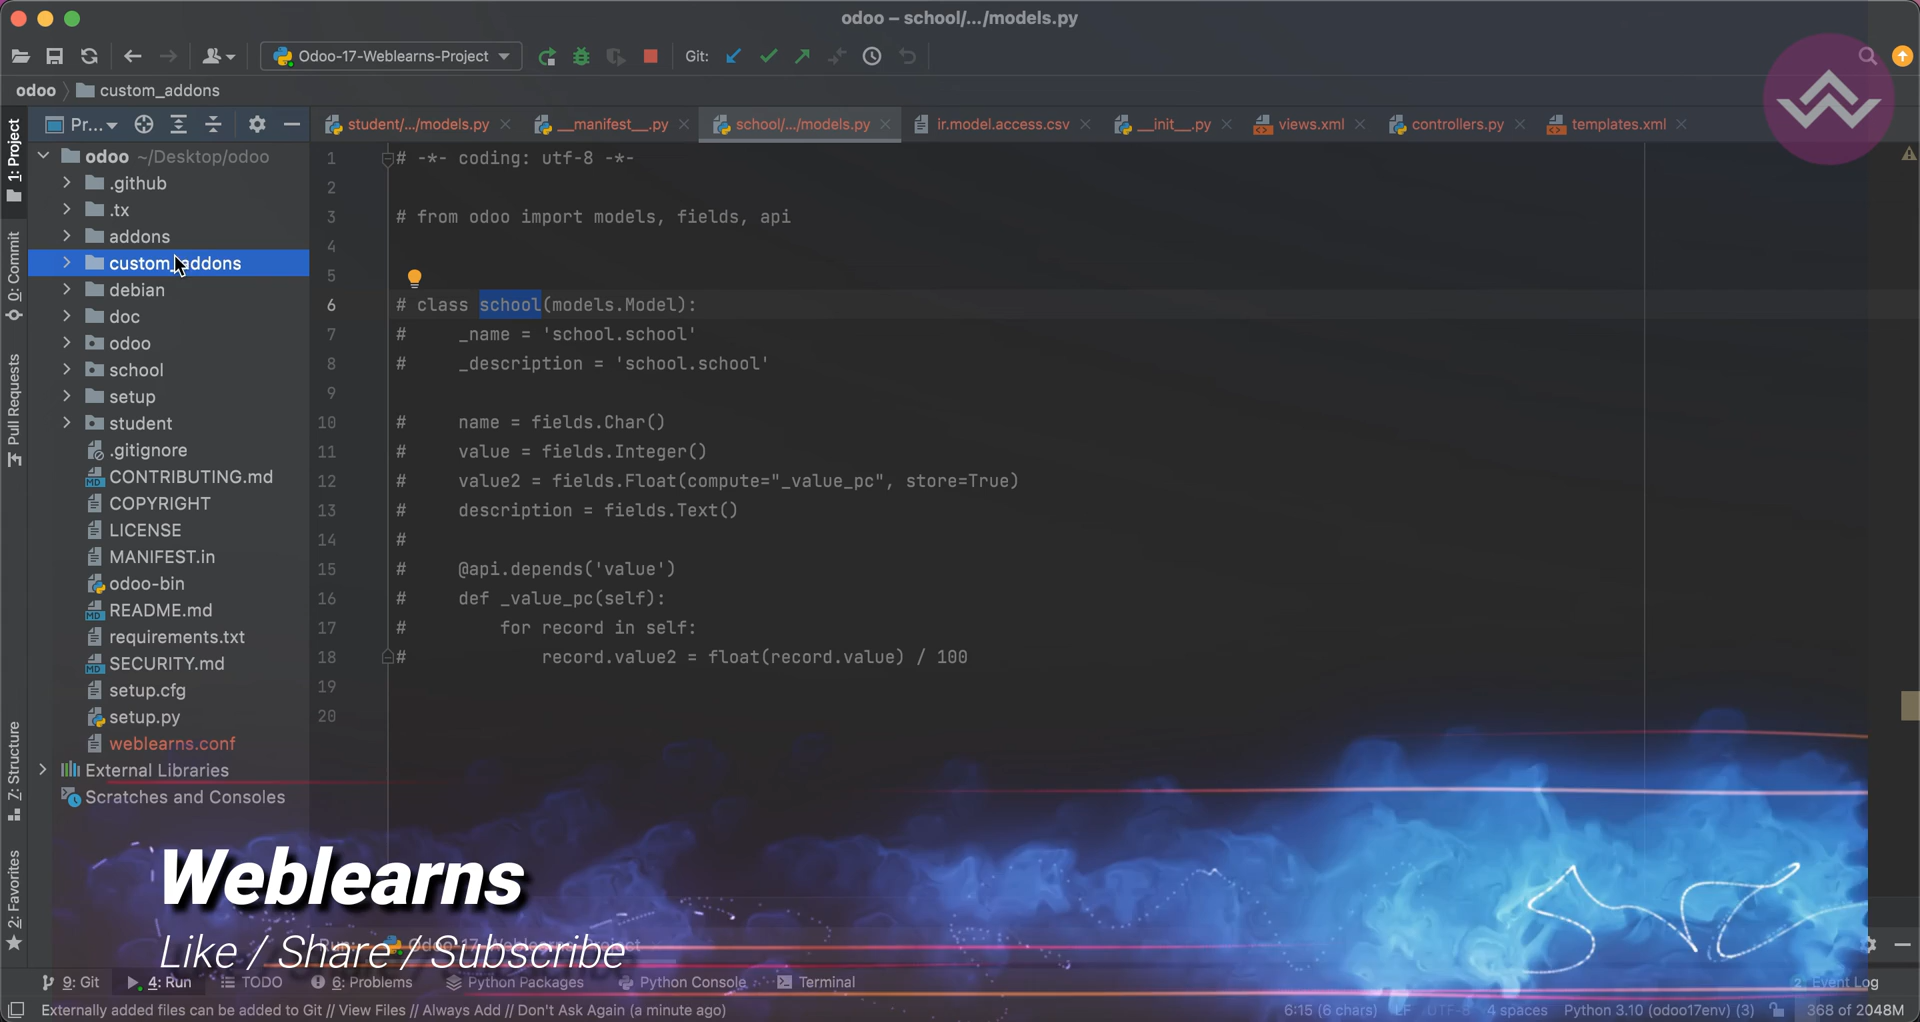 odoo – school/.../models.py
Odoo-17-Weblearns-Project
Git:
odoo
custom_addons
Pr...
student/.../models.py
__manifest__.py
school/.../models.py
ir.model.access.csv
__init__.py
views.xml
controllers.py
templates.xml
1: Project
0: Commit
Pull Requests
Z: Structure
2: Favorites
odoo ~/Desktop/odoo
.github
.tx
addons
custom_addons
debian
doc
odoo
school
setup
student
.gitignore
CONTRIBUTING.md
COPYRIGHT
LICENSE
MANIFEST.in
odoo-bin
README.md
requirements.txt
SECURITY.md
setup.cfg
setup.py
weblearns.conf
External Libraries
Scratches and Consoles
1 # -*- coding: utf-8 -*-
2
3 # from odoo import models, fields, api
4
5
6 # class school(models.Model):
7 #     _name = 'school.school'
8 #     _description = 'school.school'
9
10 #     name = fields.Char()
11 #     value = fields.Integer()
12 #     value2 = fields.Float(compute="_value_pc", store=True)
13 #     description = fields.Text()
14 #
15 #     @api.depends('value')
16 #     def _value_pc(self):
17 #         for record in self:
18 #             record.value2 = float(record.value) / 100
19
20
Weblearns
Like / Share / Subscribe
9: Git
4: Run
TODO
6: Problems
Python Packages
Python Console
Terminal
2 Event Log
Externally added files can be added to Git // View Files // Always Add // Don't Ask Again (a minute ago)
6:15 (6 chars)
LF
UTF-8
4 spaces
Python 3.10 (odoo17env) (3)
368 of 2048M